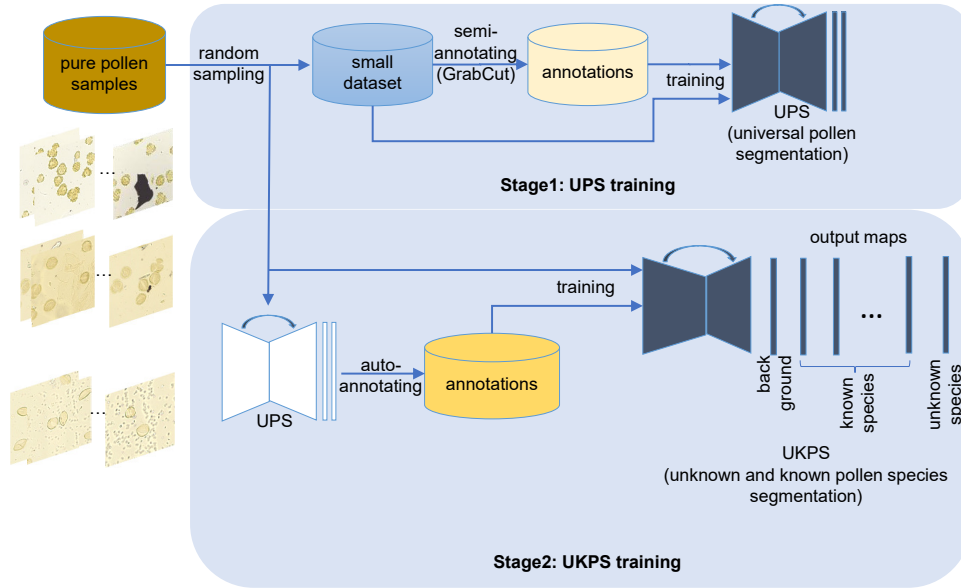 pure pollen
samples
random
sampling
small
dataset
semi-
annotating
(GrabCut)
annotations
training
UPS
(universal pollen
segmentation)
...
Stage1: UPS training
...
output maps
training
...
auto-
annotating
annotations
UPS
back
ground
known
species
unknown
species
...
UKPS
(unknown and known pollen species
segmentation)
Stage2: UKPS training